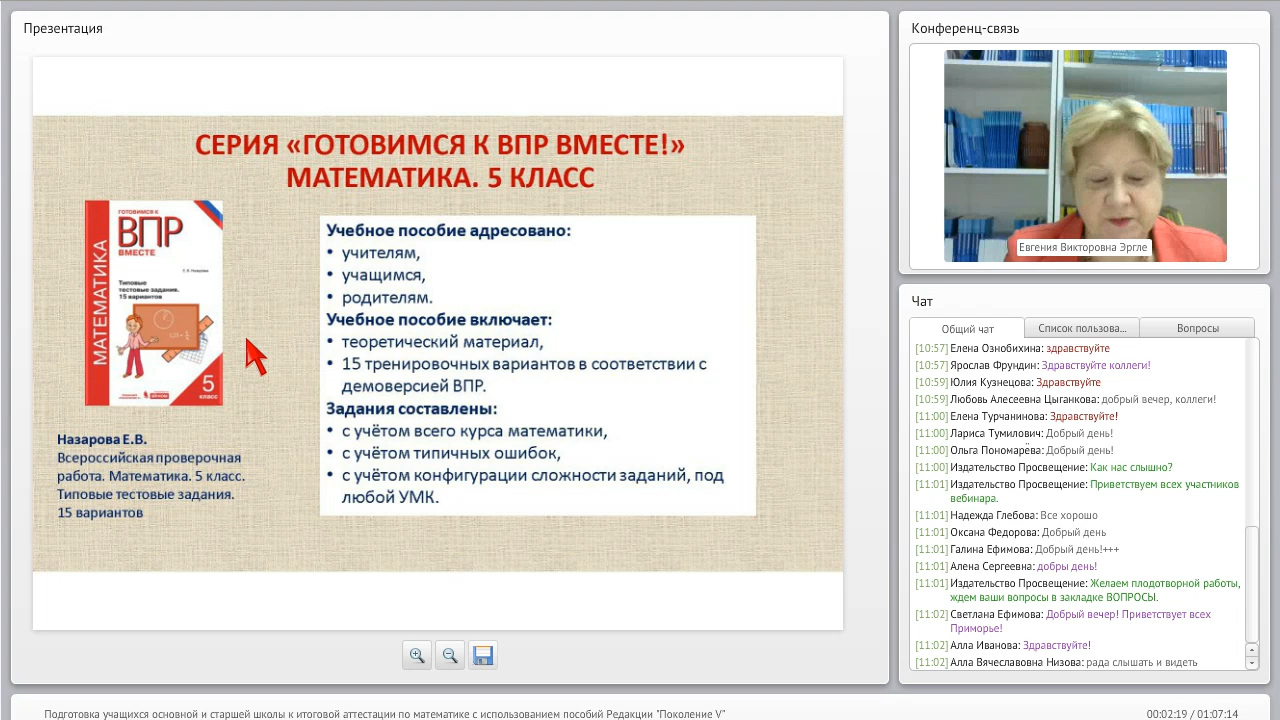 Презентация
СЕРИЯ «ГОТОВИМСЯ К ВПР ВМЕСТЕ!»
МАТЕМАТИКА. 5 КЛАСС
ГОТОВИМСЯ К
ВПР
ВМЕСТЕ
МАТЕМАТИКА
Типовые
тестовые задания.
15 вариантов
5
класс
Назарова Е.В.
Всероссийская проверочная
работа. Математика. 5 класс.
Типовые тестовые задания.
15 вариантов
Учебное пособие адресовано:
• учителям,
• учащимся,
• родителям.
Учебное пособие включает:
• теоретический материал,
• 15 тренировочных вариантов в соответствии с
демоверсией ВПР.
Задания составлены:
• с учётом всего курса математики,
• с учётом типичных ошибок,
• с учётом конфигурации сложности заданий, под
любой УМК.
Конференц-связь
Евгения Викторовна Эргле
Чат
Общий чат
Список пользова...
Вопросы
[10:57] Елена Ознобихина: здравствуйте
[10:57] Ярослав Фрундин: Здравствуйте коллеги!
[10:59] Юлия Кузнецова: Здравствуйте
[10:59] Любовь Алесеевна Цыганкова: добрый вечер, коллеги!
[11:00] Елена Турчанинова: Здравствуйте!
[11:00] Лариса Тумилович: Добрый день!
[11:00] Ольга Пономарёва: Добрый день!
[11:00] Издательство Просвещение: Как нас слышно?
[11:01] Издательство Просвещение: Приветствуем всех участников
вебинара.
[11:01] Надежда Глебова: Все хорошо
[11:01] Оксана Федорова: Добрый день
[11:01] Галина Ефимова: Добрый день!+++
[11:01] Алена Сергеевна: добры день!
[11:01] Издательство Просвещение: Желаем плодотворной работы,
ждем ваши вопросы в закладке ВОПРОСЫ.
[11:02] Светлана Ефимова: Добрый вечер! Приветствует всех
Приморье!
[11:02] Алла Иванова: Здравствуйте!
[11:02] Алла Вячеславовна Низова: рада слышать и видеть
Подготовка учащихся основной и старшей школы к итоговой аттестации по математике с использованием пособий Редакции "Поколение V"
00:02:19 / 01:07:14